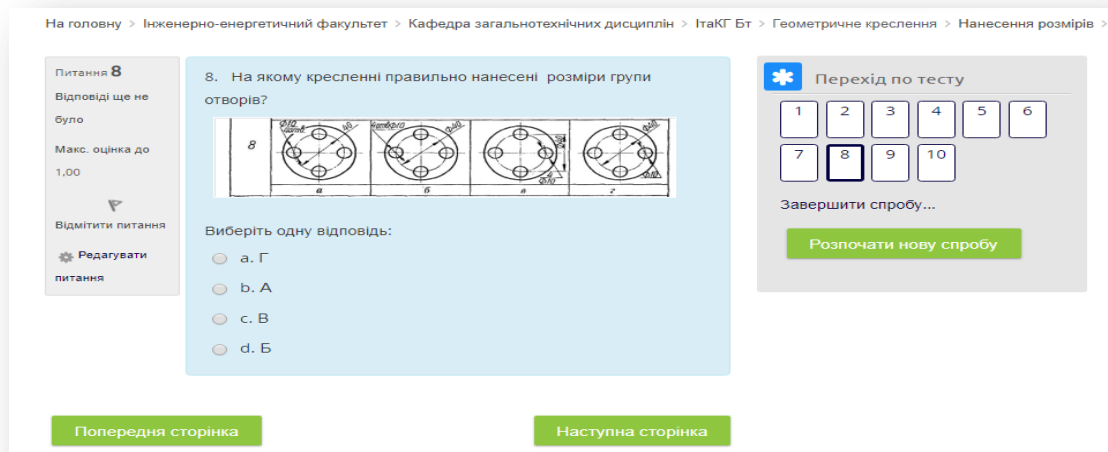 На головну > Інженерно-енергетичний факультет > Кафедра загальнотехнічних дисциплін > ІтаКГ Бт > Геометричне креслення > Нанесення розмірів >
Питання 8
Відповіді ще не
було
Макс. оцінка до
1,00
Відмітити питання
Редагувати
питання
8. На якому кресленні правильно нанесені розміри групи
отворів?
8
40
а
б
в
г
Виберіть одну відповідь:
a. Г
b. А
c. В
d. Б
Попередня сторінка
Наступна сторінка
Перехід по тесту
1 2 3 4 5 6
7 8 9 10
Завершити спробу...
Розпочати нову спробу